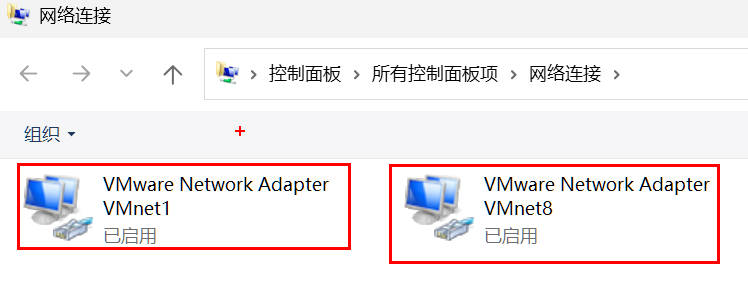 网络连接
控制面板 › 所有控制面板项 › 网络连接 ›
组织
VMware Network Adapter
VMnet1
已启用
VMware Network Adapter
VMnet8
已启用